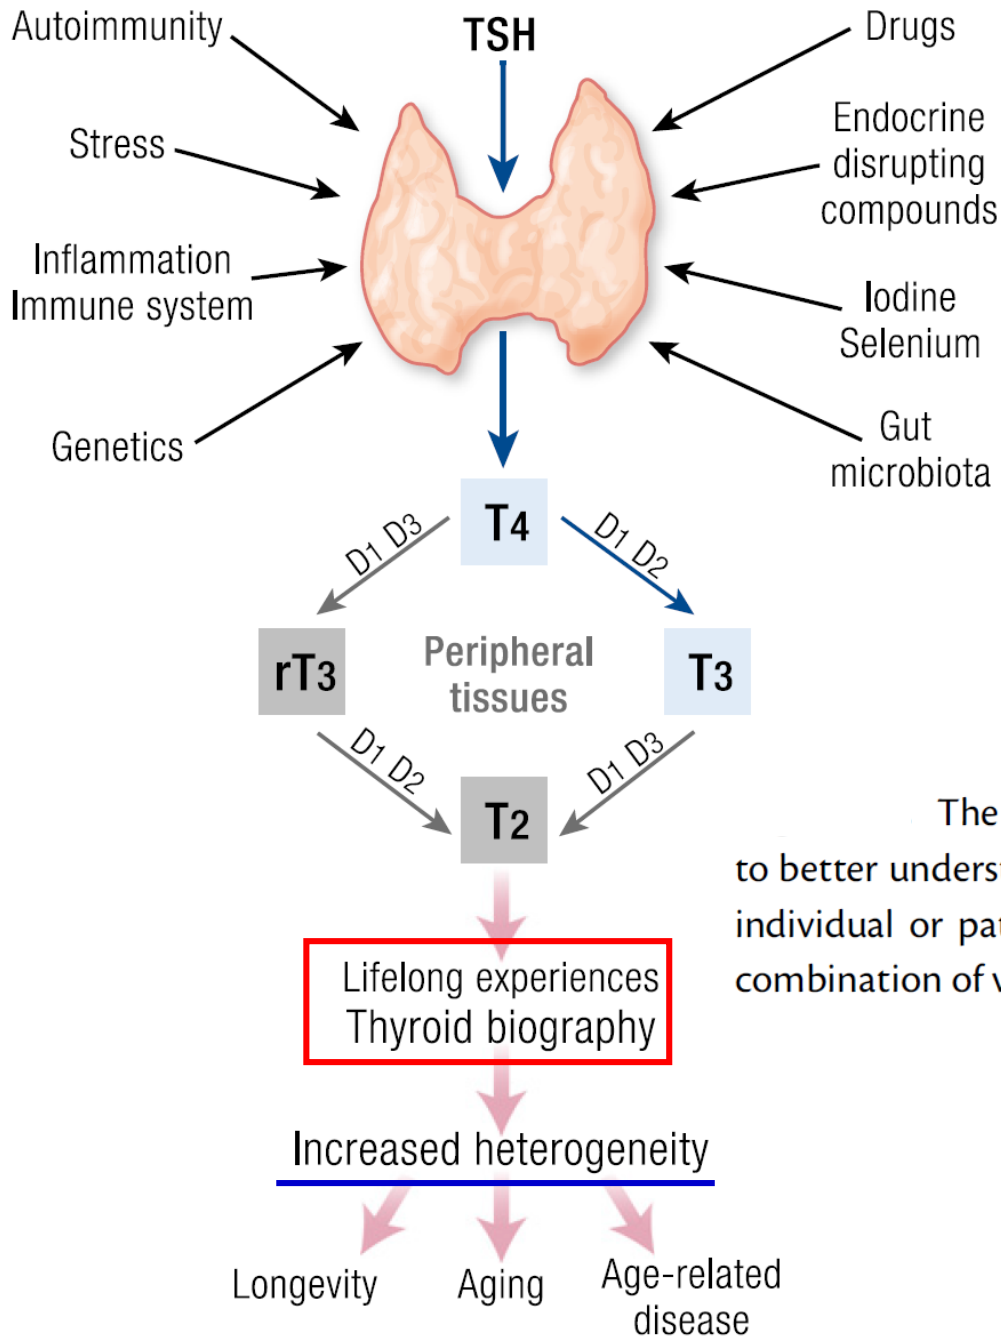 Autoimmunity
TSH
Drugs
Stress
Endocrine
disrupting
compounds
Inflammation
Immune system
Iodine
Selenium
Genetics
Gut
microbiota
T4
D1 D3
D1 D2
rT3
Peripheral
tissues
T3
D1 D2
D1 D3
T2
The
to better unders
individual or pa
combination of v
Lifelong experiences
Thyroid biography
Increased heterogeneity
Longevity
Aging
Age-related
disease